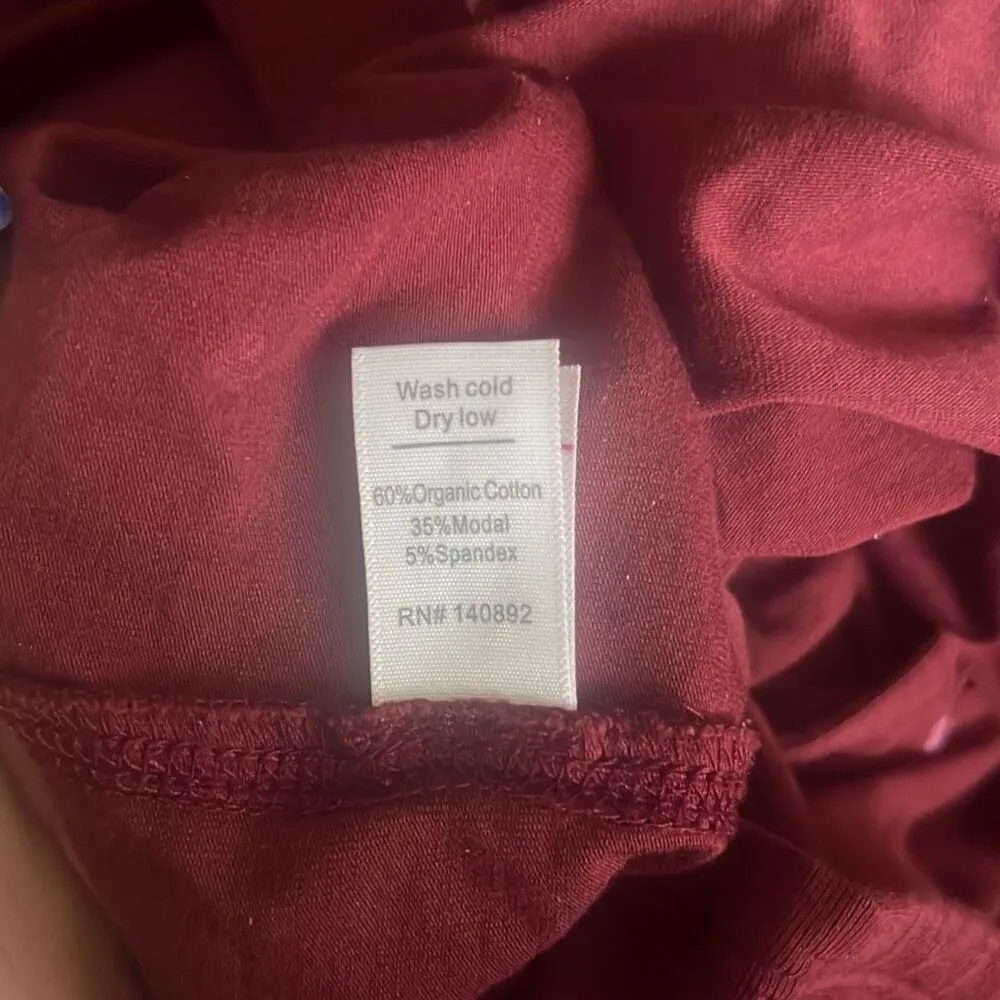 Wash cold
Dry low
60%Organic Cotton
35%Modal
5%Spandex
RN# 140892